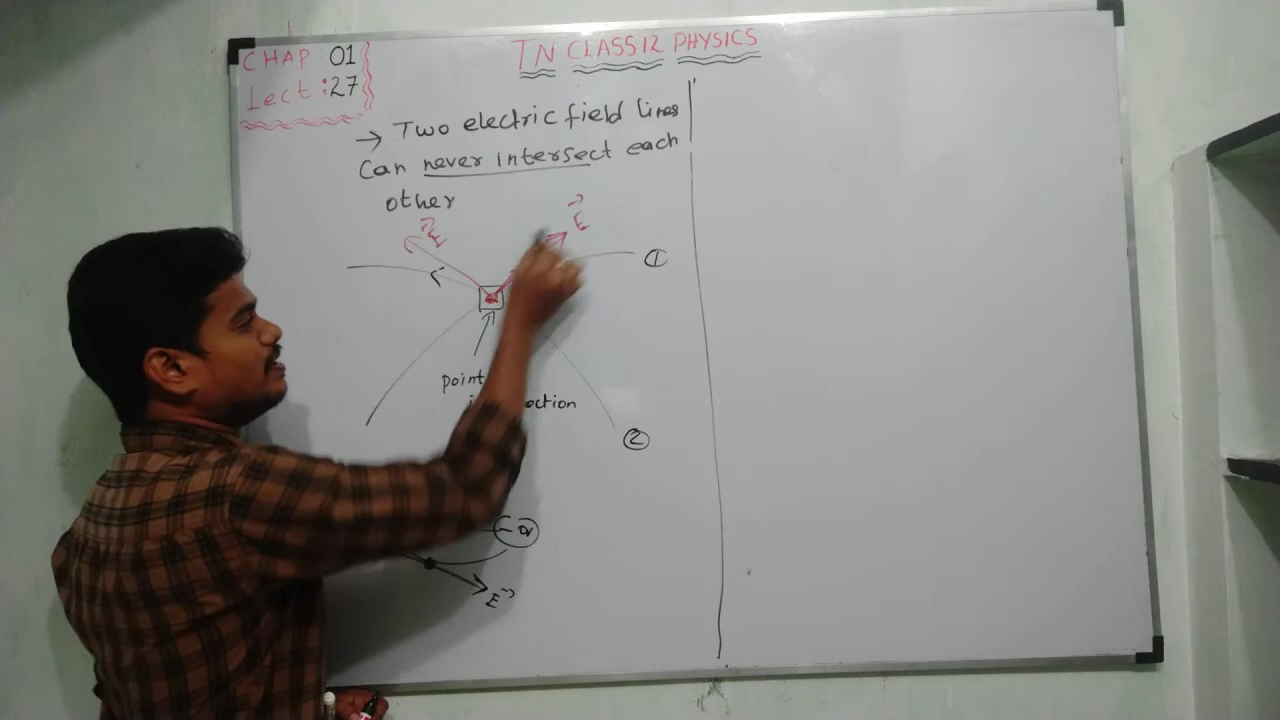 CHAP 01
Lect : 27
TN CLASS 12 PHYSICS
→ Two electric field lines
Can never intersect each
other
E
E
1
2
point
E